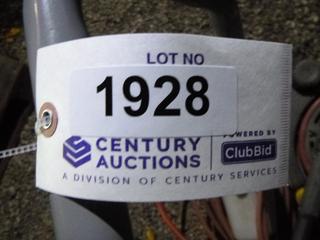 LOT NO
1928
CENTURY
AUCTIONS
POWERED BY
ClubBid
A DIVISION OF CENTURY SERVICES